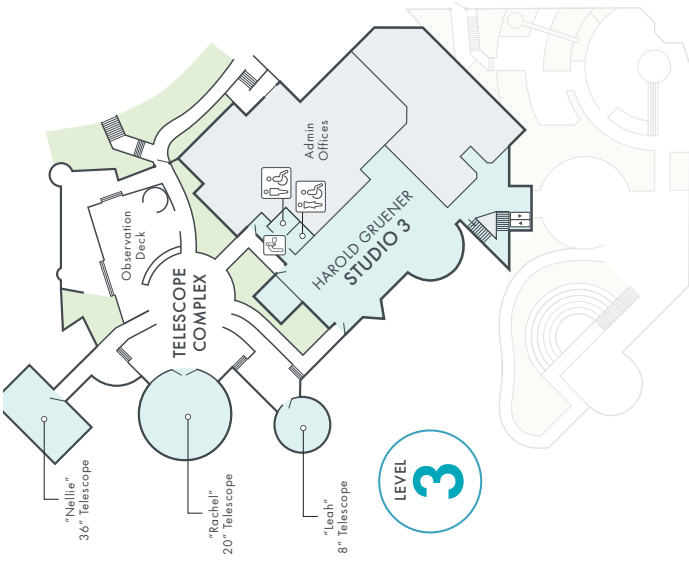 Admin
Offices
HAROLD GRUENER
STUDIO 3
Observation
Deck
TELESCOPE
COMPLEX
"Nellie"
36" Telescope
"Rachel"
20" Telescope
"Leah"
8" Telescope
LEVEL
3